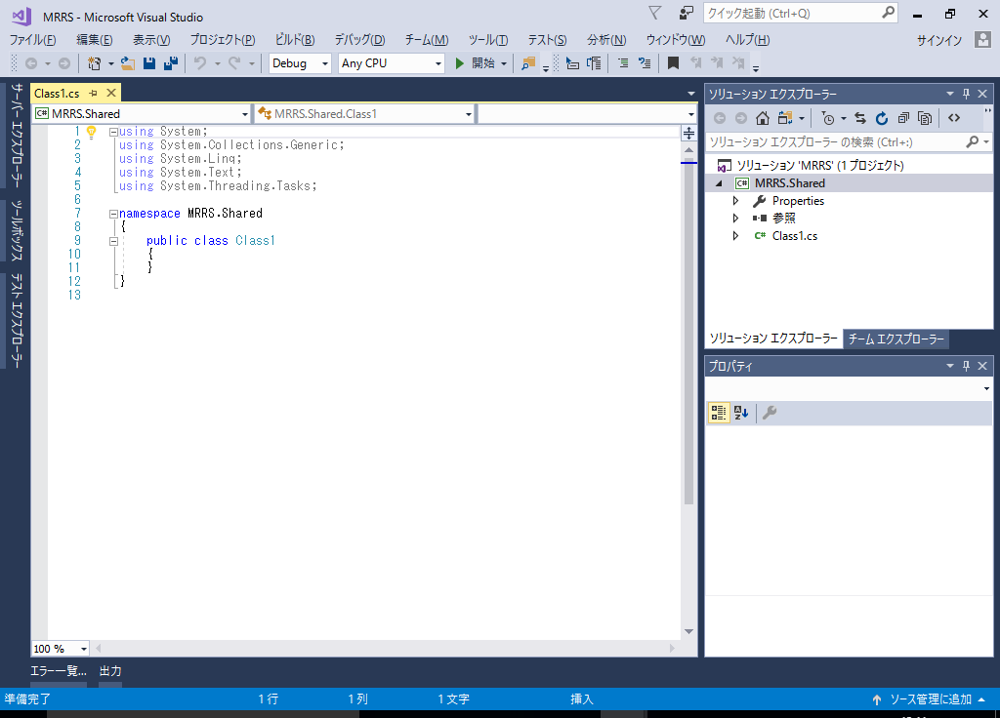 MRRS - Microsoft Visual Studio
クイック起動 (Ctrl+Q)
ファイル(F) 編集(E) 表示(V) プロジェクト(P) ビルド(B) デバッグ(D) チーム(M) ツール(T) テスト(S) 分析(N) ウィンドウ(W) ヘルプ(H) サインイン
Debug Any CPU 開始
サーバー エクスプローラー
ツールボックス
テスト エクスプローラー
Class1.cs
MRRS.Shared MRRS.Shared.Class1
1 using System;
2 using System.Collections.Generic;
3 using System.Linq;
4 using System.Text;
5 using System.Threading.Tasks;
6
7 namespace MRRS.Shared
8 {
9 public class Class1
10 {
11 }
12 }
13
100 %
ソリューション エクスプローラー
ソリューション エクスプローラー の検索 (Ctrl+:)
ソリューション 'MRRS' (1 プロジェクト)
C# MRRS.Shared
Properties
参照
C# Class1.cs
ソリューション エクスプローラー チーム エクスプローラー
プロパティ
エラー一覧... 出力
準備完了 1 行 1 列 1 文字 挿入 ソース管理に追加